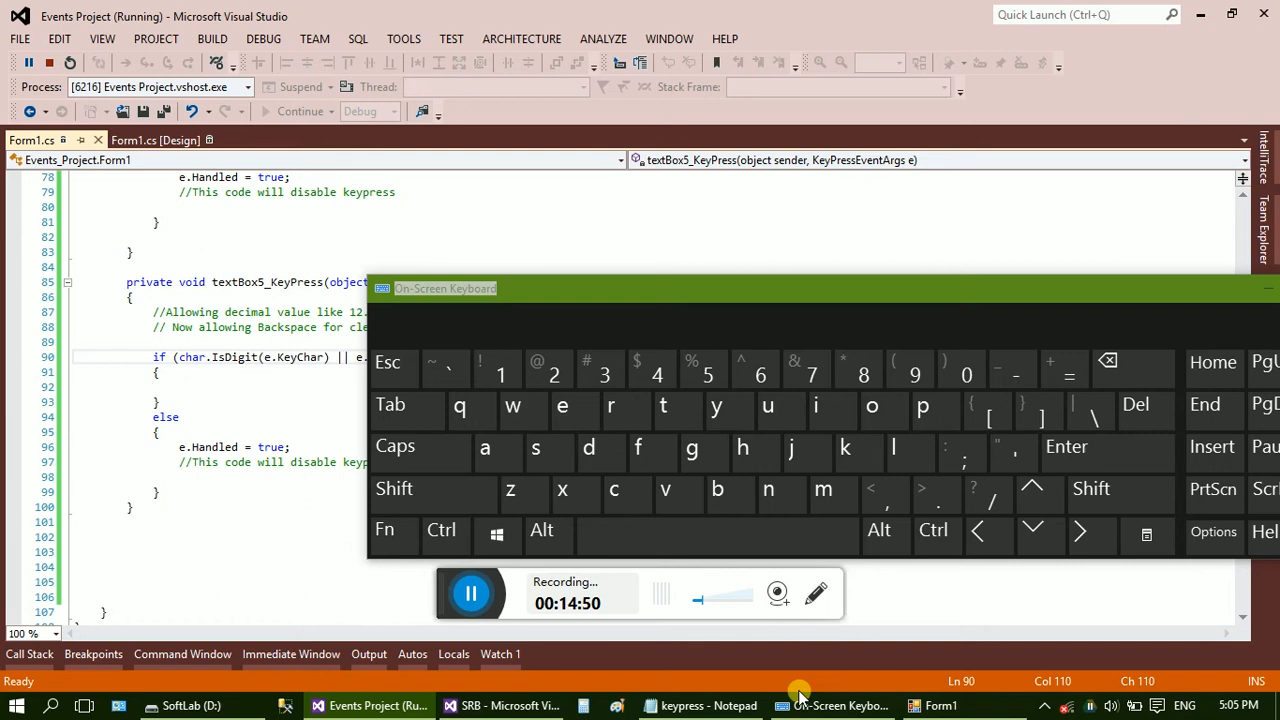 Events Project (Running) - Microsoft Visual Studio
Quick Launch (Ctrl+Q)
FILE EDIT VIEW PROJECT BUILD DEBUG TEAM SQL TOOLS TEST ARCHITECTURE ANALYZE WINDOW HELP
Process: [6216] Events Project.vshost.exe Suspend Thread: Stack Frame:
Continue Debug
Form1.cs Form1.cs [Design]
Events_Project.Form1 textBox5_KeyPress(object sender, KeyPressEventArgs e)
IntelliTrace
Team Explorer
78 e.Handled = true;
79 //This code will disable keypress
80
81 }
82
83 }
84
85 private void textBox5_KeyPress(objec
86 {
87 //Allowing decimal value like 12.
88 // Now allowing Backspace for cle
89
90 if (char.IsDigit(e.KeyChar) || e.
91 {
92
93 }
94 else
95 {
96 e.Handled = true;
97 //This code will disable keyp
98
99 }
100 }
101
102
103
104
105
106
107 }
On-Screen Keyboard
Esc ~ ` ! 1 @ 2 # 3 $ 4 % 5 ^ 6 & 7 * 8 ( 9 ) 0 _ - + = Home PgU
Tab q w e r t y u i o p { [ } ] | \ Del End PgD
Caps a s d f g h j k l : ; " ' Enter Insert Pau
Shift z x c v b n m < , > . ? / Shift PrtScn Scr
Fn Ctrl Alt Alt Ctrl Options Hel
Recording...
00:14:50
100 %
Call Stack Breakpoints Command Window Immediate Window Output Autos Locals Watch 1
Ready Ln 90 Col 110 Ch 110 INS
SoftLab (D:) Events Project (Ru... SRB - Microsoft Vi... keypress - Notepad On-Screen Keybo... Form1 ENG 5:05 PM